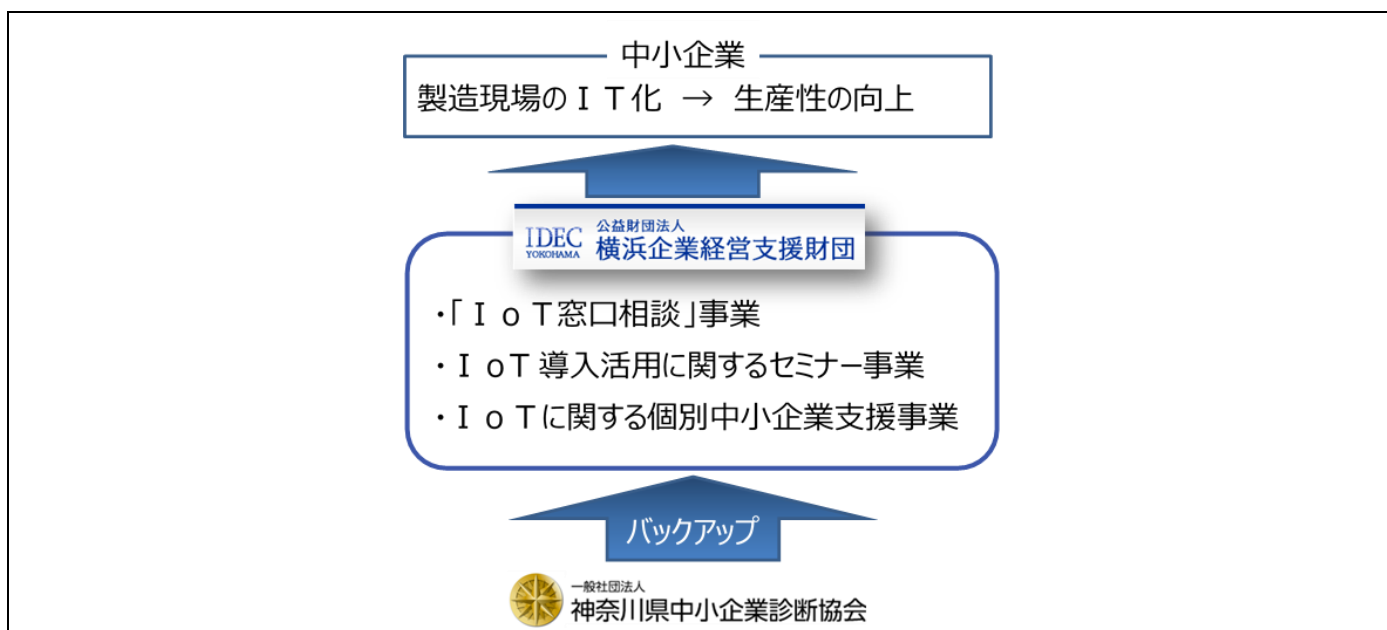 中小企業
製造現場のＩＴ化 → 生産性の向上
IDEC
YOKOHAMA
公益財団法人
横浜企業経営支援財団
・「ＩｏＴ窓口相談」事業
・ＩｏＴ導入活用に関するセミナー事業
・ＩｏＴに関する個別中小企業支援事業
バックアップ
一般社団法人
神奈川県中小企業診断協会